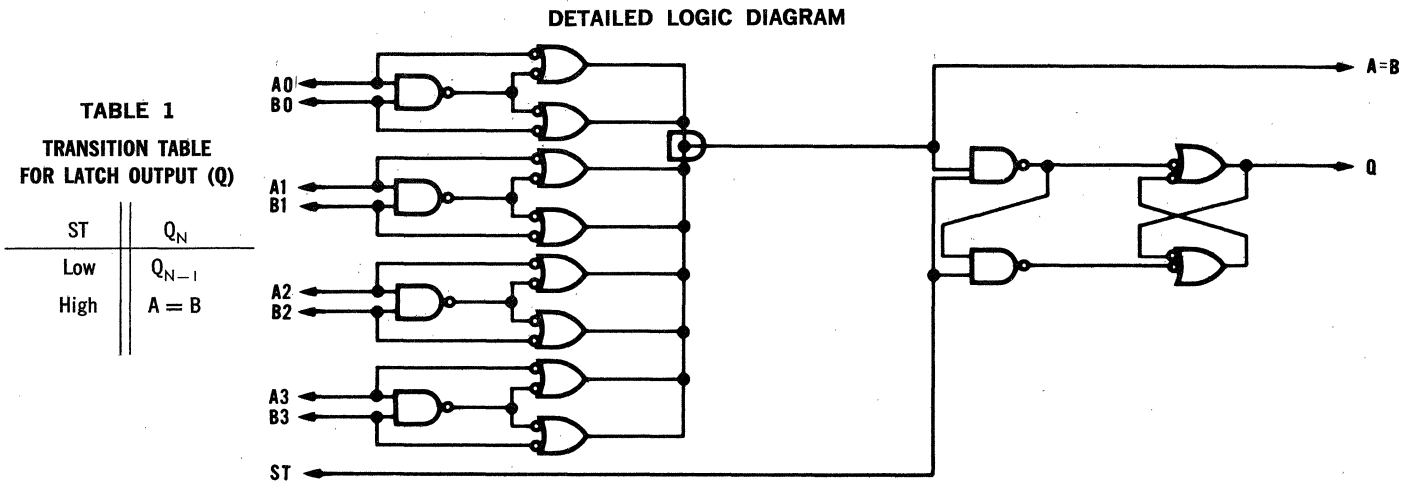 DETAILED LOGIC DIAGRAM
TABLE 1
TRANSITION TABLE
FOR LATCH OUTPUT (Q)
ST Q_N
Low Q_{N-1}
High A = B
A0
B0
A1
B1
A2
B2
A3
B3
ST
A=B
Q